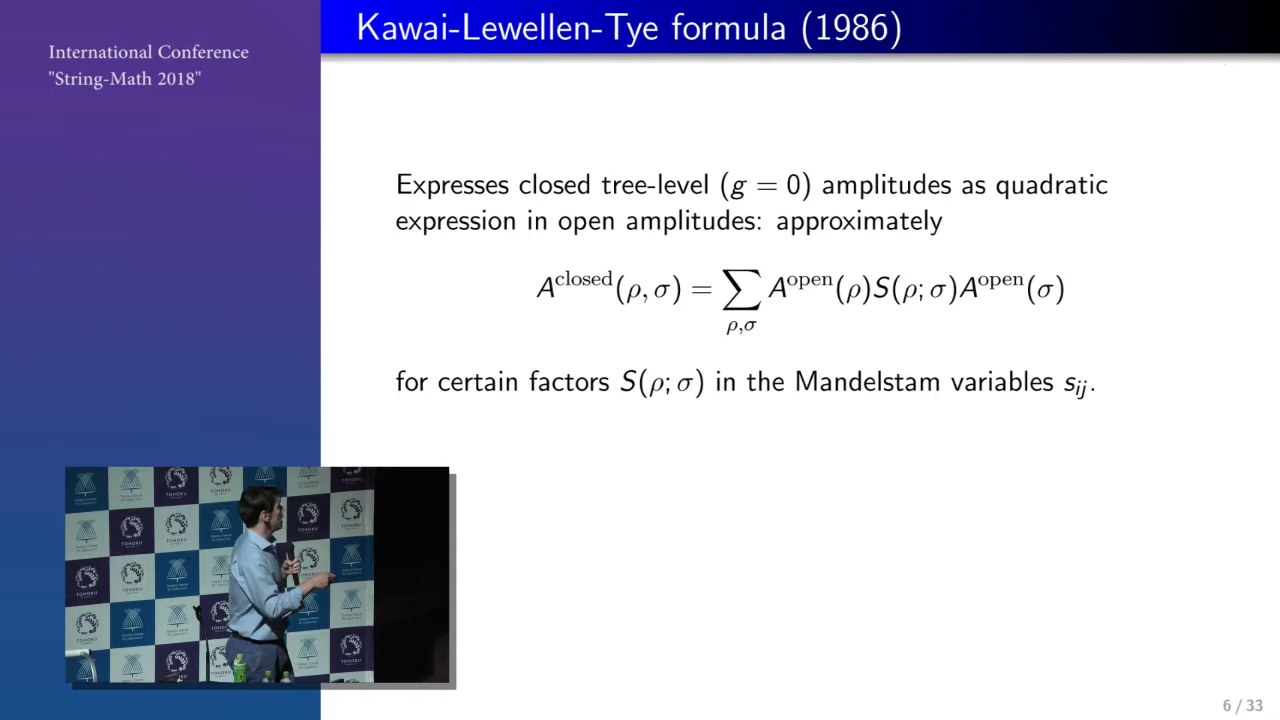 International Conference
"String-Math 2018"
Kawai-Lewellen-Tye formula (1986)
Expresses closed tree-level (g = 0) amplitudes as quadratic
expression in open amplitudes: approximately
A^closed(ρ, σ) = ∑_{ρ,σ} A^open(ρ)S(ρ; σ)A^open(σ)
for certain factors S(ρ; σ) in the Mandelstam variables s_ij.
TOHOKU
6 / 33